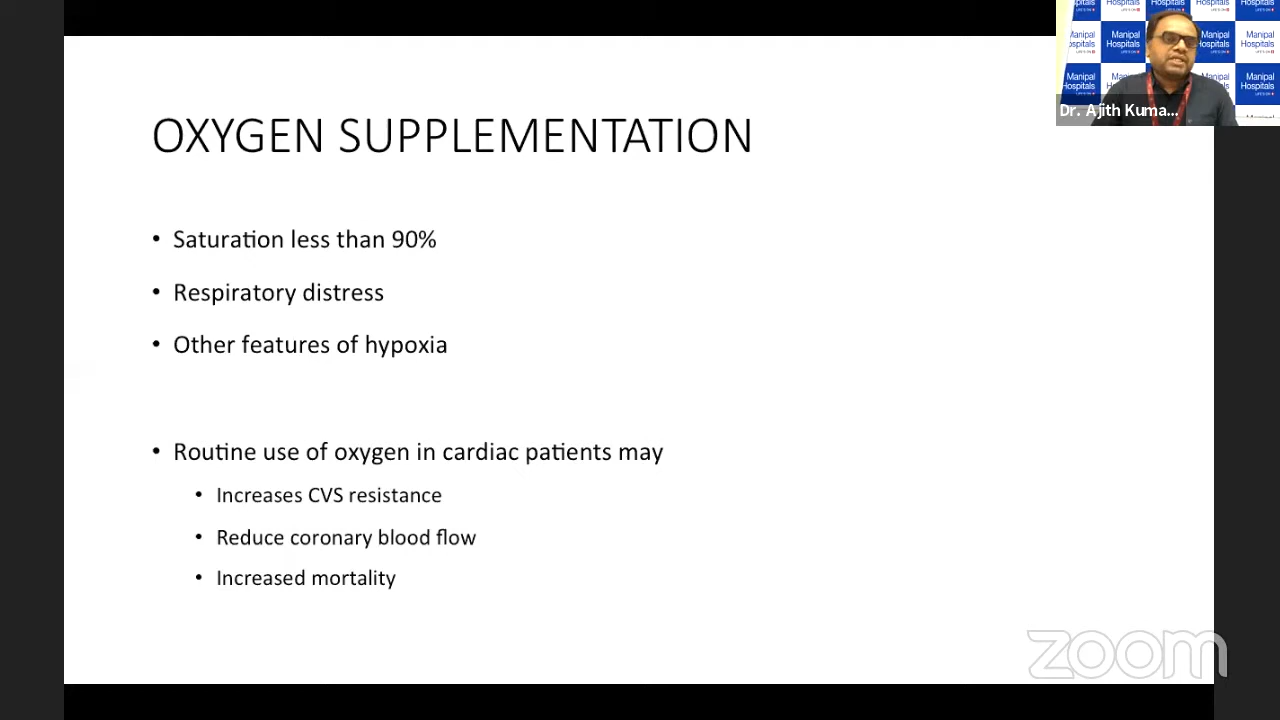 OXYGEN SUPPLEMENTATION
• Saturation less than 90%
• Respiratory distress
• Other features of hypoxia
• Routine use of oxygen in cardiac patients may
• Increases CVS resistance
• Reduce coronary blood flow
• Increased mortality
Manipal
Hospitals
Dr. Ajith Kuma...
zoom